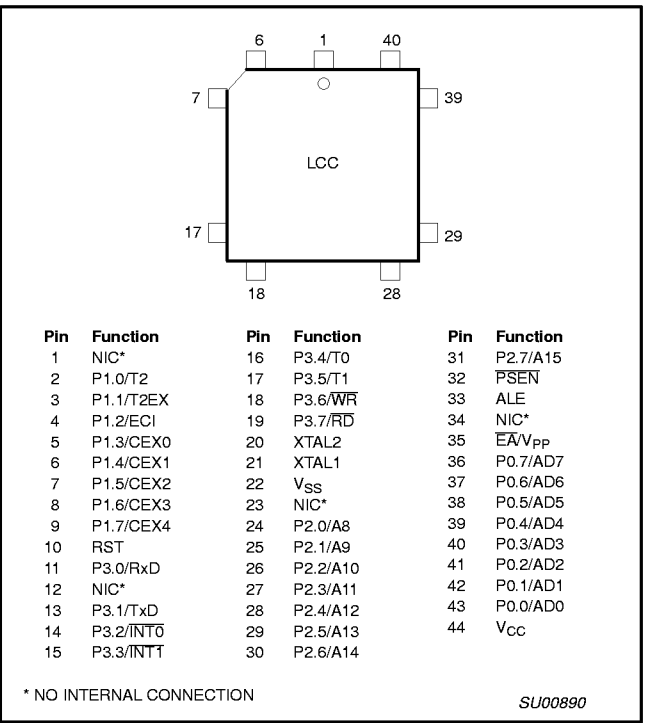 6 1 40
7 39
LCC
17 29
18 28
Pin Function Pin Function Pin Function
1 NIC* 16 P3.4/T0 31 P2.7/A15
2 P1.0/T2 17 P3.5/T1 32 PSEN
3 P1.1/T2EX 18 P3.6/WR 33 ALE
4 P1.2/ECI 19 P3.7/RD 34 NIC*
5 P1.3/CEX0 20 XTAL2 35 EA/VPP
6 P1.4/CEX1 21 XTAL1 36 P0.7/AD7
7 P1.5/CEX2 22 VSS 37 P0.6/AD6
8 P1.6/CEX3 23 NIC* 38 P0.5/AD5
9 P1.7/CEX4 24 P2.0/A8 39 P0.4/AD4
10 RST 25 P2.1/A9 40 P0.3/AD3
11 P3.0/RxD 26 P2.2/A10 41 P0.2/AD2
12 NIC* 27 P2.3/A11 42 P0.1/AD1
13 P3.1/TxD 28 P2.4/A12 43 P0.0/AD0
14 P3.2/INT0 29 P2.5/A13 44 VCC
15 P3.3/INT1 30 P2.6/A14
* NO INTERNAL CONNECTION
SU00890